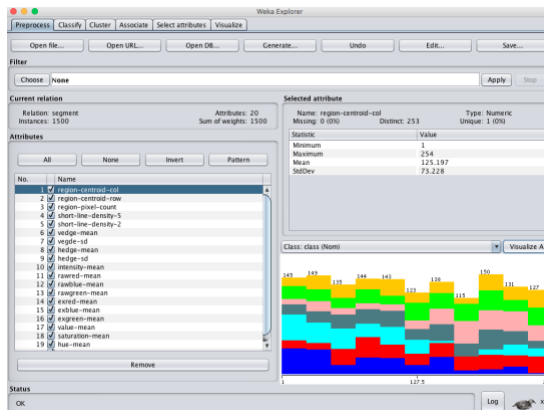 Weka Explorer
Preprocess Classify Cluster Associate Select attributes Visualize
Open file... Open URL... Open DB... Generate... Undo Edit... Save...
Filter
Choose None Apply Stop
Current relation
Relation: segment Attributes: 20
Instances: 1500 Sum of weights: 1500
Selected attribute
Name: region-centroid-col Type: Numeric
Missing: 0 (0%) Distinct: 253 Unique: 1 (0%)
Statistic Value
Minimum 1
Maximum 254
Mean 125.197
StdDev 73.228
Attributes
All None Invert Pattern
No. Name
1 region-centroid-col
2 region-centroid-row
3 region-pixel-count
4 short-line-density-5
5 short-line-density-2
6 vedge-mean
7 vegde-sd
8 hedge-mean
9 hedge-sd
10 intensity-mean
11 rawred-mean
12 rawblue-mean
13 rawgreen-mean
14 exred-mean
15 exblue-mean
16 exgreen-mean
17 value-mean
18 saturation-mean
19 hue-mean
Remove
Class: class (Nom) Visualize A
145 149 135 144 143 123 138 115 150 131 127
1 127.5
Status
OK Log x